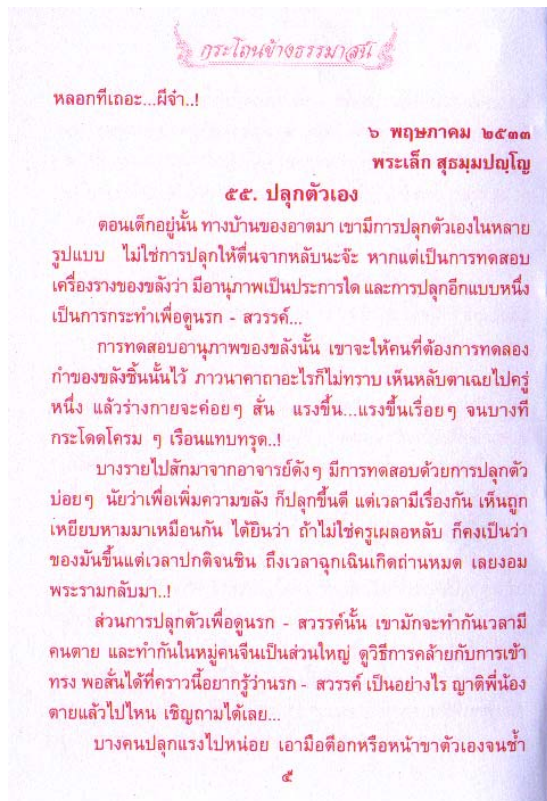 กระโถนข้างธรรมาสน์
หลอกทีเถอะ...ผีจ๋า..!
๖ พฤษภาคม ๒๕๓๓
พระเล็ก สุธมฺมปญฺโญ
๕๕. ปลุกตัวเอง
ตอนเด็กอยู่นั้น ทางบ้านของอาตมา เขามีการปลุกตัวเองในหลาย
รูปแบบ ไม่ใช่การปลุกให้ตื่นจากหลับนะจ๊ะ หากแต่เป็นการทดสอบ
เครื่องรางของขลังว่า มีอานุภาพเป็นประการใด และการปลุกอีกแบบหนึ่ง
เป็นการกระทำเพื่อดูนรก - สวรรค์...
การทดสอบอานุภาพของขลังนั้น เขาจะให้คนที่ต้องการทดลอง
กำของขลังชิ้นนั้นไว้ ภาวนาคาถาอะไรก็ไม่ทราบ เห็นหลับตาเฉยไปครู่
หนึ่ง แล้วร่างกายจะค่อยๆ สั่น แรงขึ้น...แรงขึ้นเรื่อยๆ จนบางที
กระโดดโครม ๆ เรือนแทบทรุด..!
บางรายไปสักมาจากอาจารย์ดังๆ มีการทดสอบด้วยการปลุกตัว
บ่อยๆ นัยว่าเพื่อเพิ่มความขลัง ก็ปลุกขึ้นดี แต่เวลามีเรื่องกัน เห็นถูก
เหยียบหามมาเหมือนกัน ได้ยินว่า ถ้าไม่ใช่ครูเผลอหลับ ก็คงเป็นว่า
ของมันขึ้นแต่เวลาปกติจนชิน ถึงเวลาฉุกเฉินเกิดถ่านหมด เลยงอม
พระรามกลับมา..!
ส่วนการปลุกตัวเพื่อดูนรก - สวรรค์นั้น เขามักจะทำกันเวลามี
คนตาย และทำกันในหมู่คนจีนเป็นส่วนใหญ่ ดูวิธีการคล้ายกับการเข้า
ทรง พอสั่นได้ที่คราวนี้อยากรู้ว่านรก - สวรรค์ เป็นอย่างไร ญาติพี่น้อง
ตายแล้วไปไหน เชิญถามได้เลย...
บางคนปลุกแรงไปหน่อย เอามือตีอกหรือหน้าขาตัวเองจนช้ำ
๕